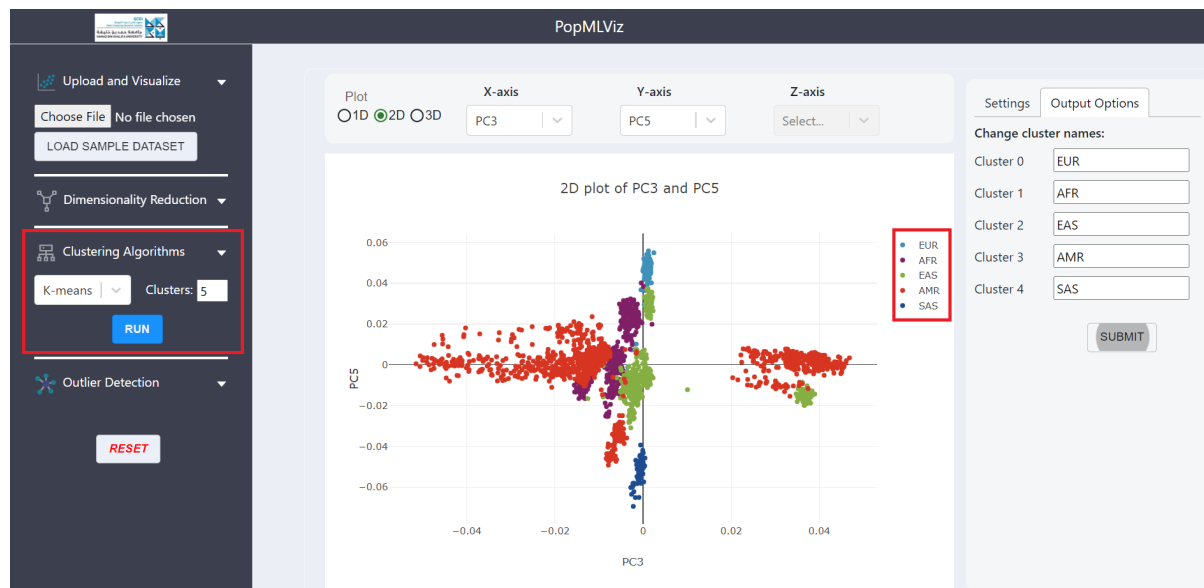 PopMLViz
Upload and Visualize
Choose File No file chosen
LOAD SAMPLE DATASET
Dimensionality Reduction
Clustering Algorithms
K-means
Clusters: 5
RUN
Outlier Detection
RESET
Plot
1D 2D 3D
X-axis
PC3
Y-axis
PC5
Z-axis
Select...
2D plot of PC3 and PC5
0.06
0.04
0.02
0
−0.02
−0.04
−0.06
PC5
−0.04
−0.02
0
0.02
0.04
PC3
EUR
AFR
EAS
AMR
SAS
Settings
Output Options
Change cluster names:
Cluster 0 EUR
Cluster 1 AFR
Cluster 2 EAS
Cluster 3 AMR
Cluster 4 SAS
SUBMIT